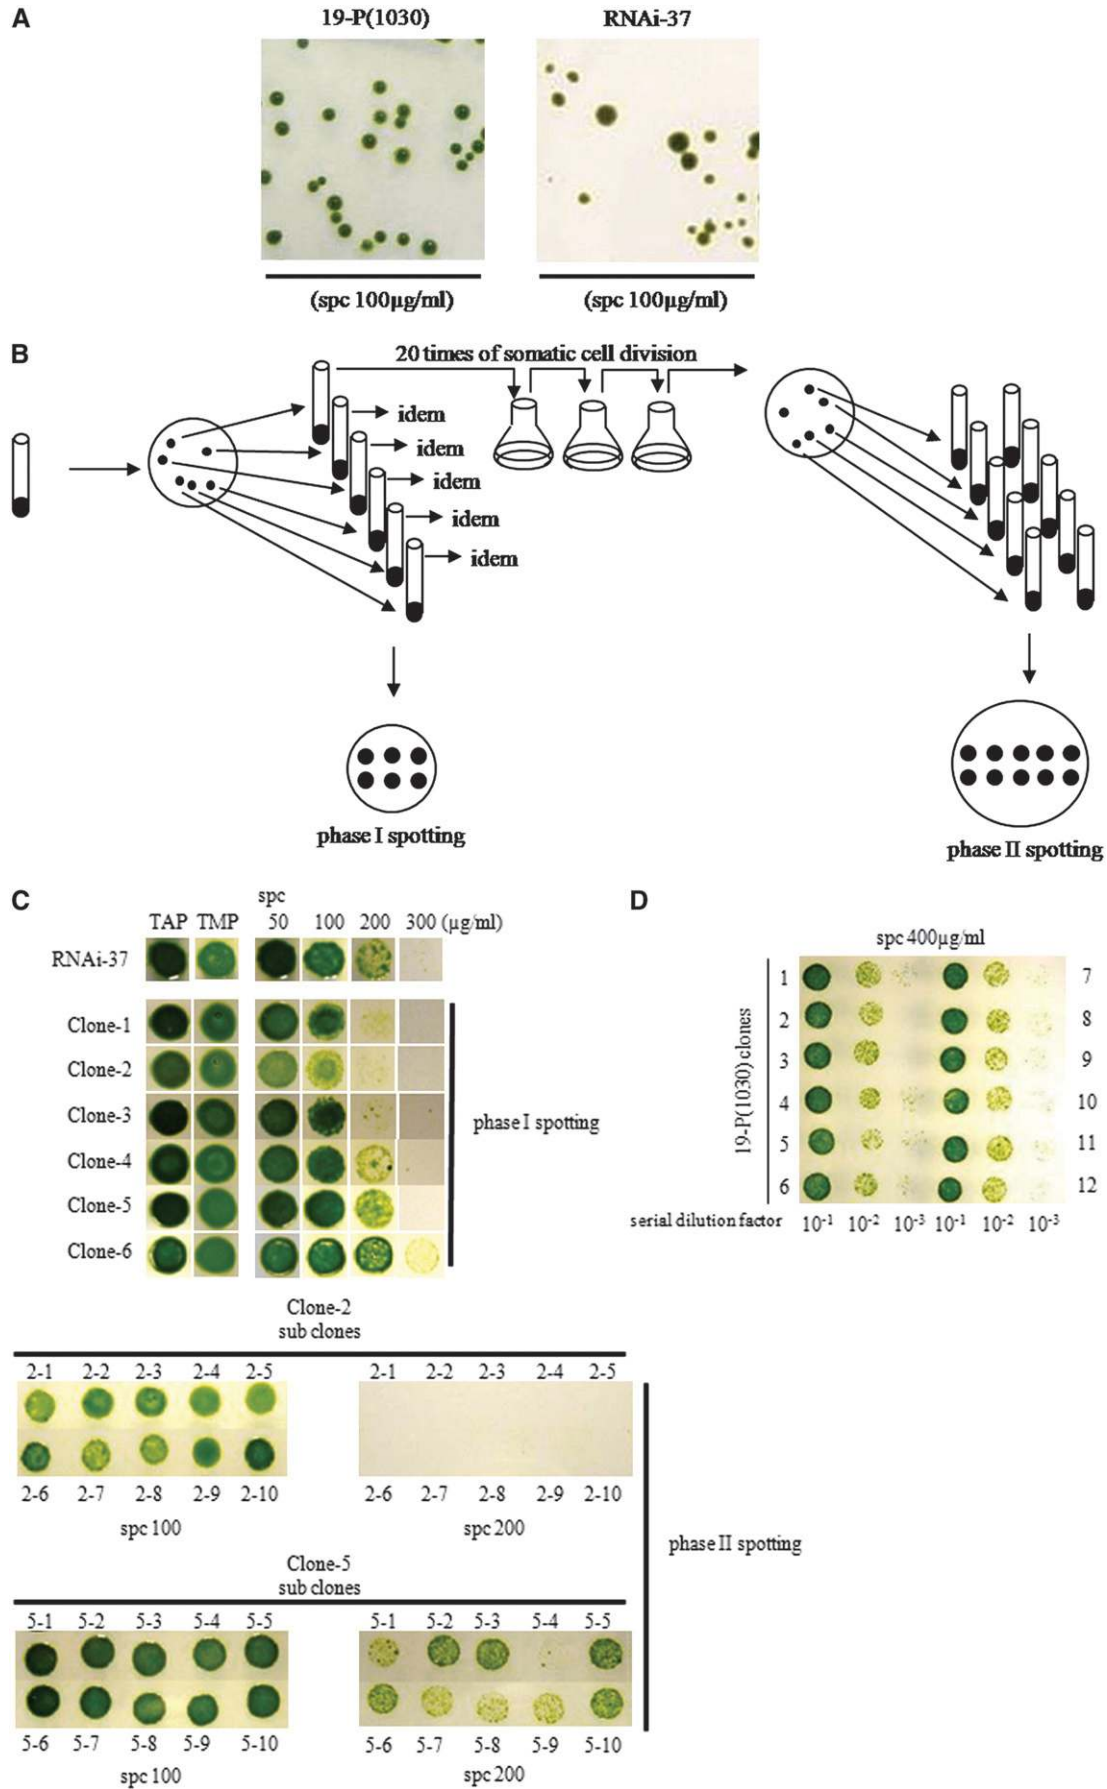 A
19-P(1030) RNAi-37
(spc 100µg/ml) (spc 100µg/ml)
B
20 times of somatic cell division
idem
idem
idem
idem
idem
phase I spotting
phase II spotting
C
spc
TAP TMP 50 100 200 300 (µg/ml)
RNAi-37
Clone-1
Clone-2
Clone-3
phase I spotting
Clone-4
Clone-5
Clone-6
D
spc 400µg/ml
19-P(1030) clones
1 7
2 8
3 9
4 10
5 11
6 12
serial dilution factor 10-1 10-2 10-3 10-1 10-2 10-3
Clone-2
sub clones
2-1 2-2 2-3 2-4 2-5 2-1 2-2 2-3 2-4 2-5
2-6 2-7 2-8 2-9 2-10 2-6 2-7 2-8 2-9 2-10
spc 100 spc 200
phase II spotting
Clone-5
sub clones
5-1 5-2 5-3 5-4 5-5 5-1 5-2 5-3 5-4 5-5
5-6 5-7 5-8 5-9 5-10 5-6 5-7 5-8 5-9 5-10
spc 100 spc 200